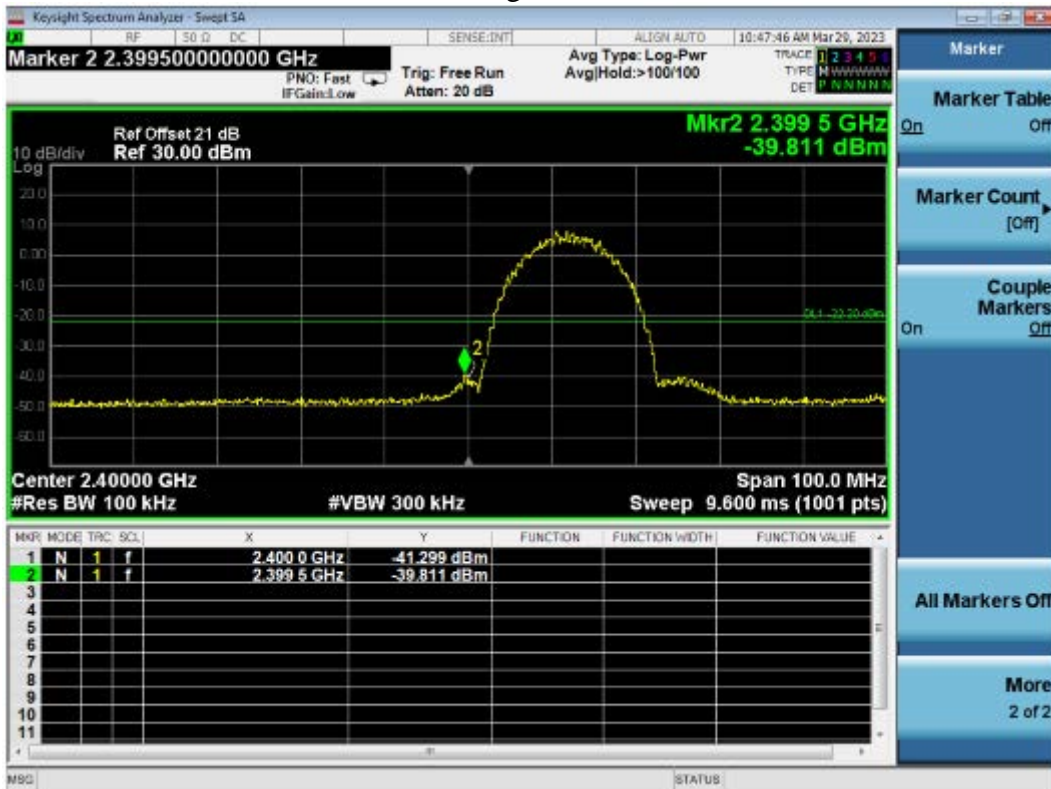 Keysight Spectrum Analyzer - Swept SA
RF 50 Ω DC SENSE:INT ALIGN AUTO 10:47:46 AM Mar 29, 2023
Marker 2 2.399500000000 GHz
PNO: Fast
IFGain:Low
Trig: Free Run
Atten: 20 dB
Avg Type: Log-Pwr
Avg|Hold:>100/100
TRACE 1 2 3 4 5 6
TYPE M WWWWW
DET P N N N N N
Ref Offset 21 dB
10 dB/div Ref 30.00 dBm
Log
Mkr2 2.399 5 GHz
-39.811 dBm
20.0
10.0
0.00
-10.0
-20.0
-30.0
-40.0
-50.0
-60.0
DL1 -22.20 dBm
2
Center 2.40000 GHz
Span 100.0 MHz
#Res BW 100 kHz
#VBW 300 kHz
Sweep 9.600 ms (1001 pts)
MKR MODE TRC SCL X Y FUNCTION FUNCTION WIDTH FUNCTION VALUE
1 N 1 f 2.400 0 GHz -41.299 dBm
2 N 1 f 2.399 5 GHz -39.811 dBm
3
4
5
6
7
8
9
10
11
MSG STATUS
Marker
Marker Table
On Off
Marker Count
[Off]
Couple
Markers
On Off
All Markers Off
More
2 of 2